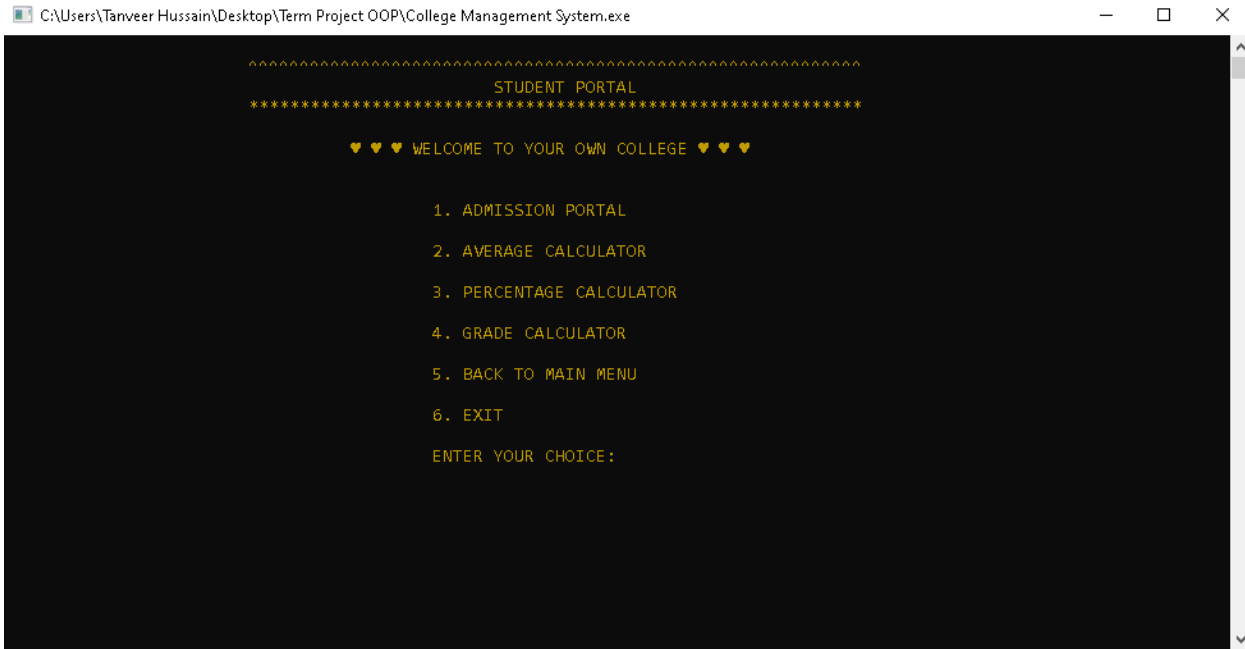 C:\Users\Tanveer Hussain\Desktop\Term Project OOP\College Management System.exe
^^^^^^^^^^^^^^^^^^^^^^^^^^^^^^^^^^^^^^^^^^^^^^^^^^^^^^^^^^^^
STUDENT PORTAL
************************************************************
♥ ♥ ♥ WELCOME TO YOUR OWN COLLEGE ♥ ♥ ♥
1. ADMISSION PORTAL
2. AVERAGE CALCULATOR
3. PERCENTAGE CALCULATOR
4. GRADE CALCULATOR
5. BACK TO MAIN MENU
6. EXIT
ENTER YOUR CHOICE: